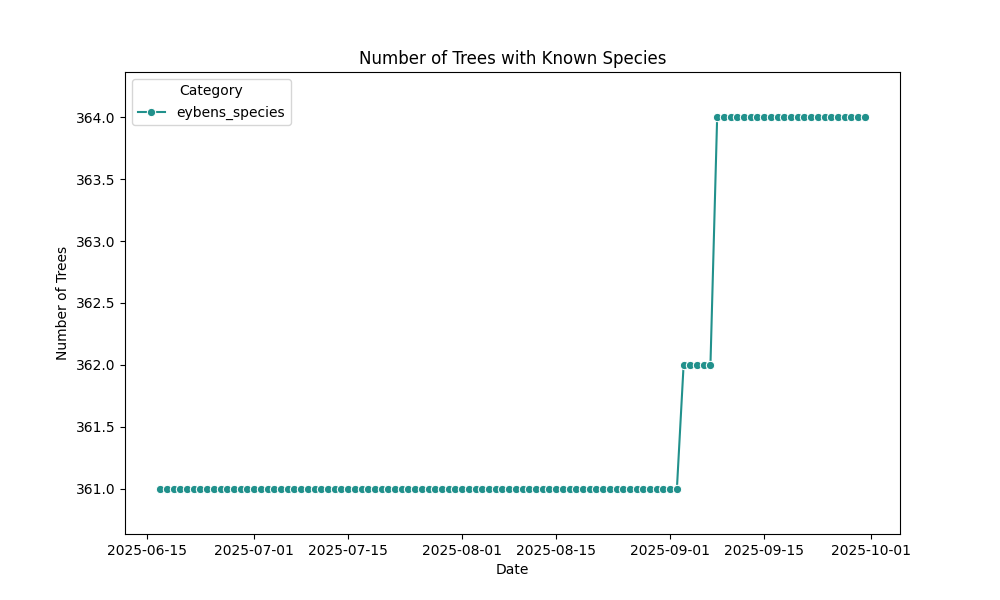 Number of Trees with Known Species
Category
eybens_species
364.0
363.5
363.0
362.5
362.0
361.5
361.0
Number of Trees
2025-06-15 2025-07-01 2025-07-15 2025-08-01 2025-08-15 2025-09-01 2025-09-15 2025-10-01
Date